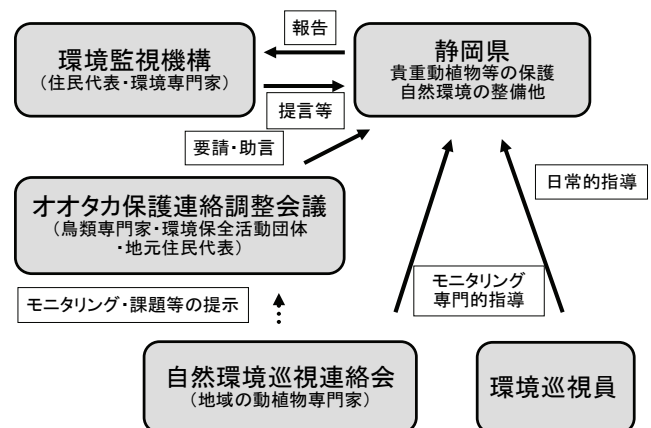 報告
環境監視機構
（住民代表・環境専門家）
静岡県
貴重動植物等の保護
自然環境の整備他
提言等
要請・助言
日常的指導
オオタカ保護連絡調整会議
（鳥類専門家・環境保全活動団体
・地元住民代表）
モニタリング・課題等の提示
モニタリング
専門的指導
自然環境巡視連絡会
（地域の動植物専門家）
環境巡視員